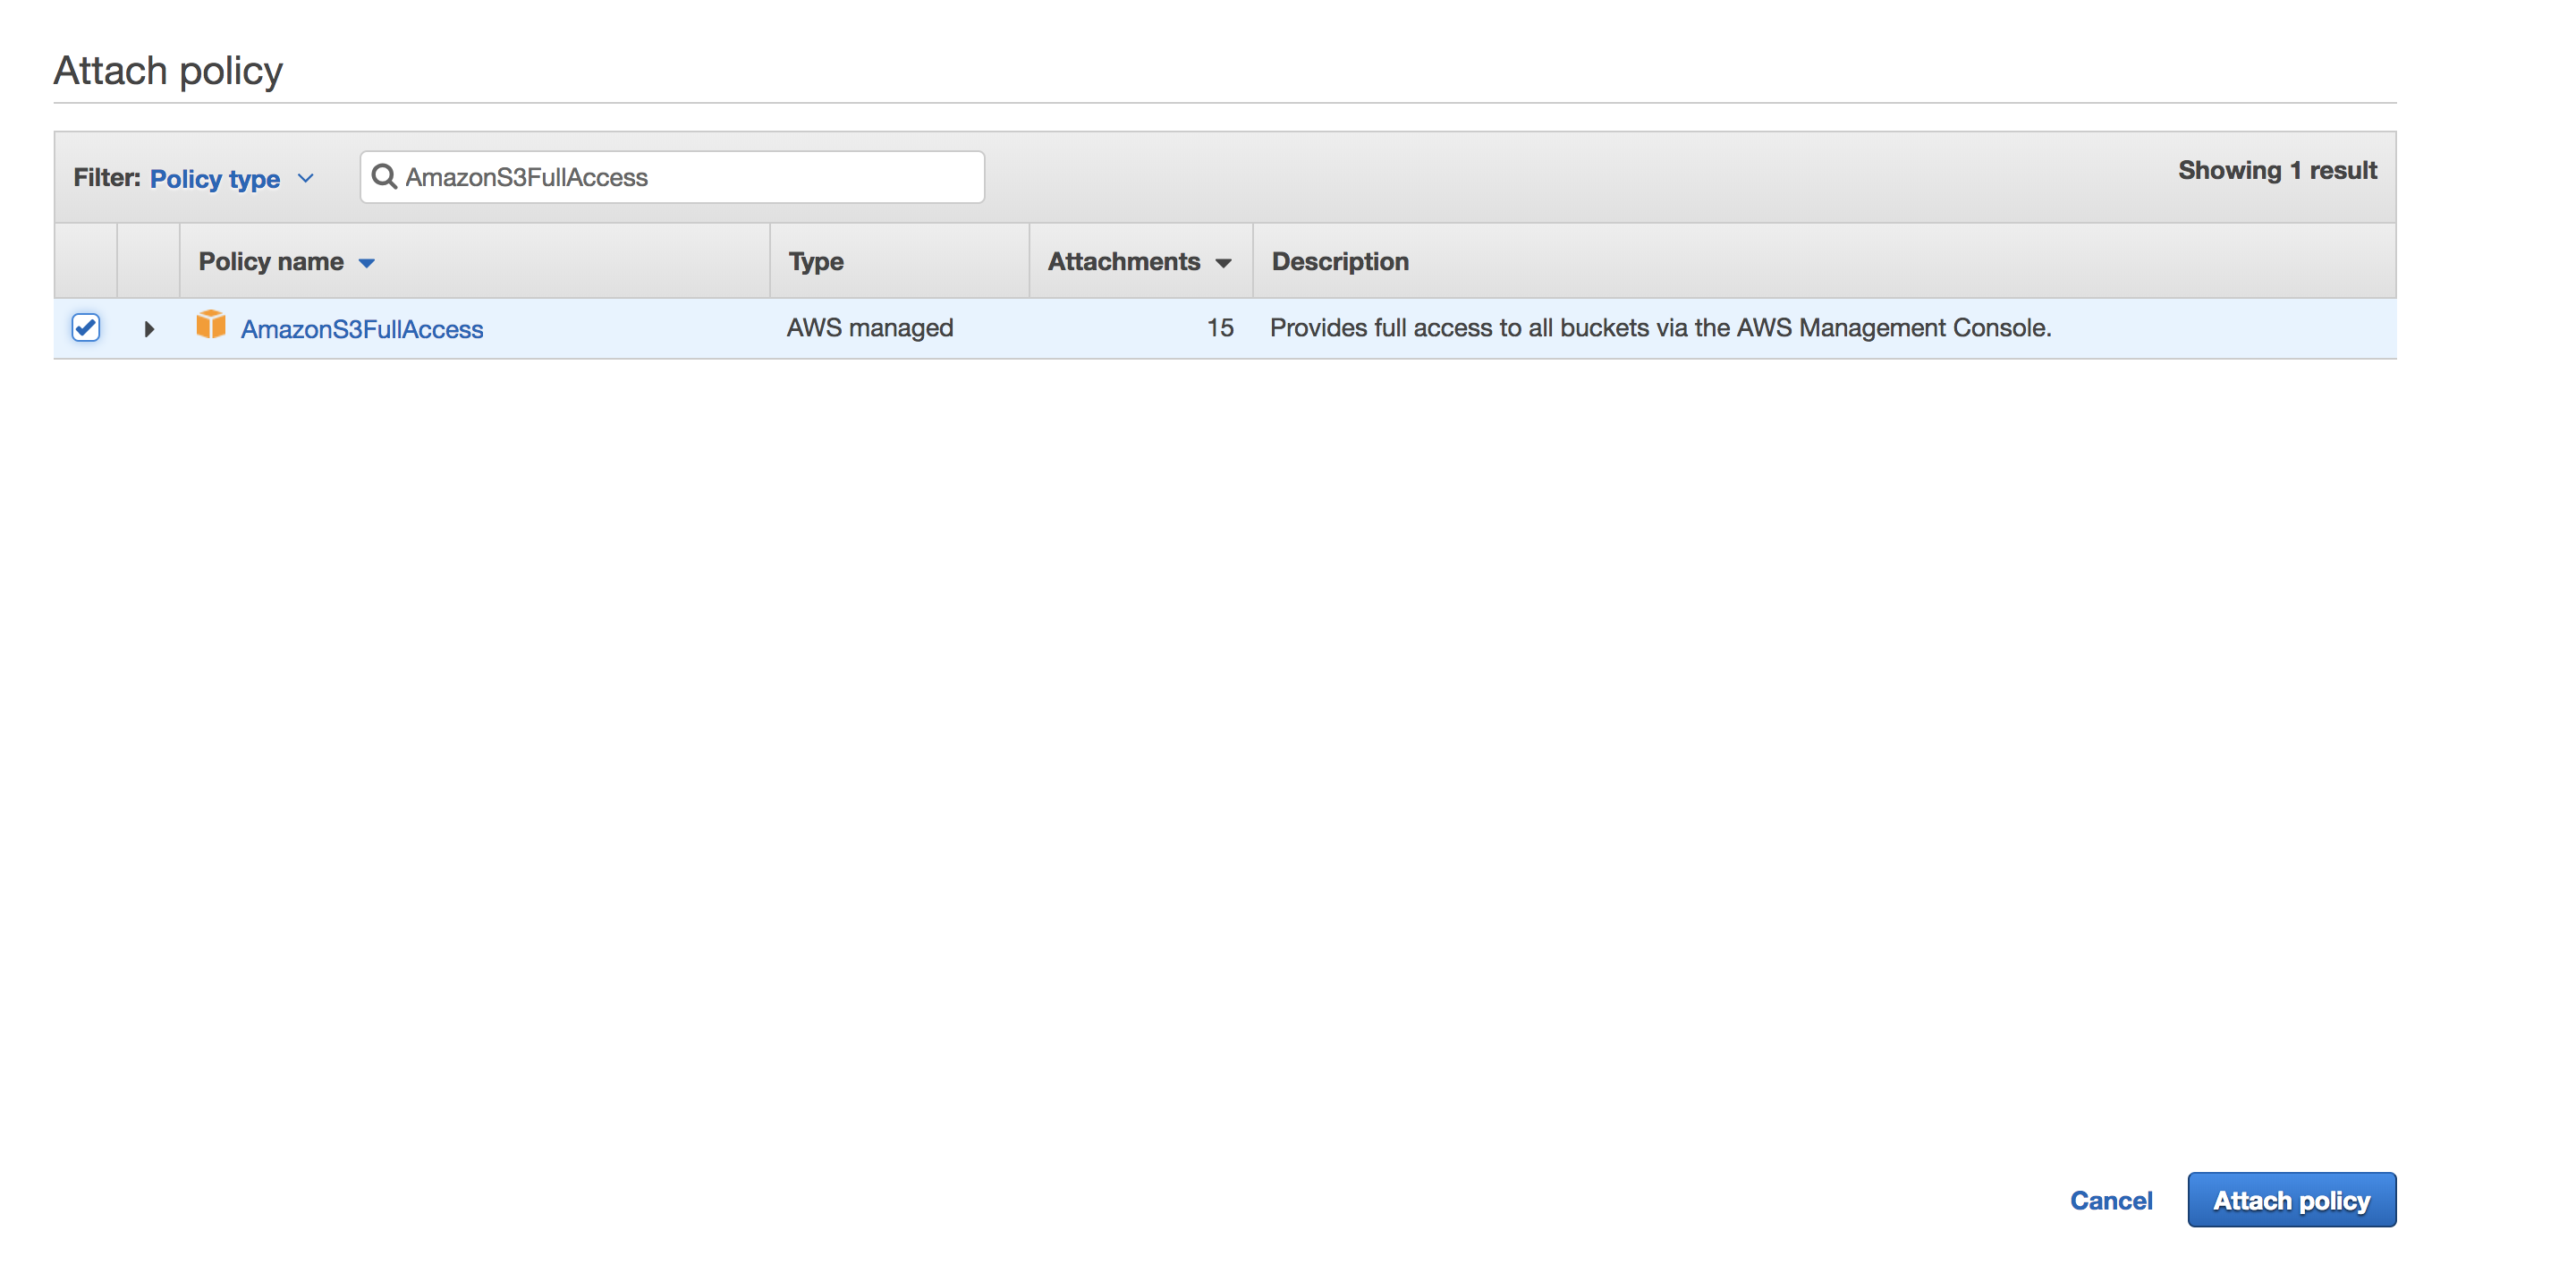 Attach policy
Filter: Policy type AmazonS3FullAccess Showing 1 result
Policy name Type Attachments Description
AmazonS3FullAccess AWS managed 15 Provides full access to all buckets via the AWS Management Console.
Cancel Attach policy